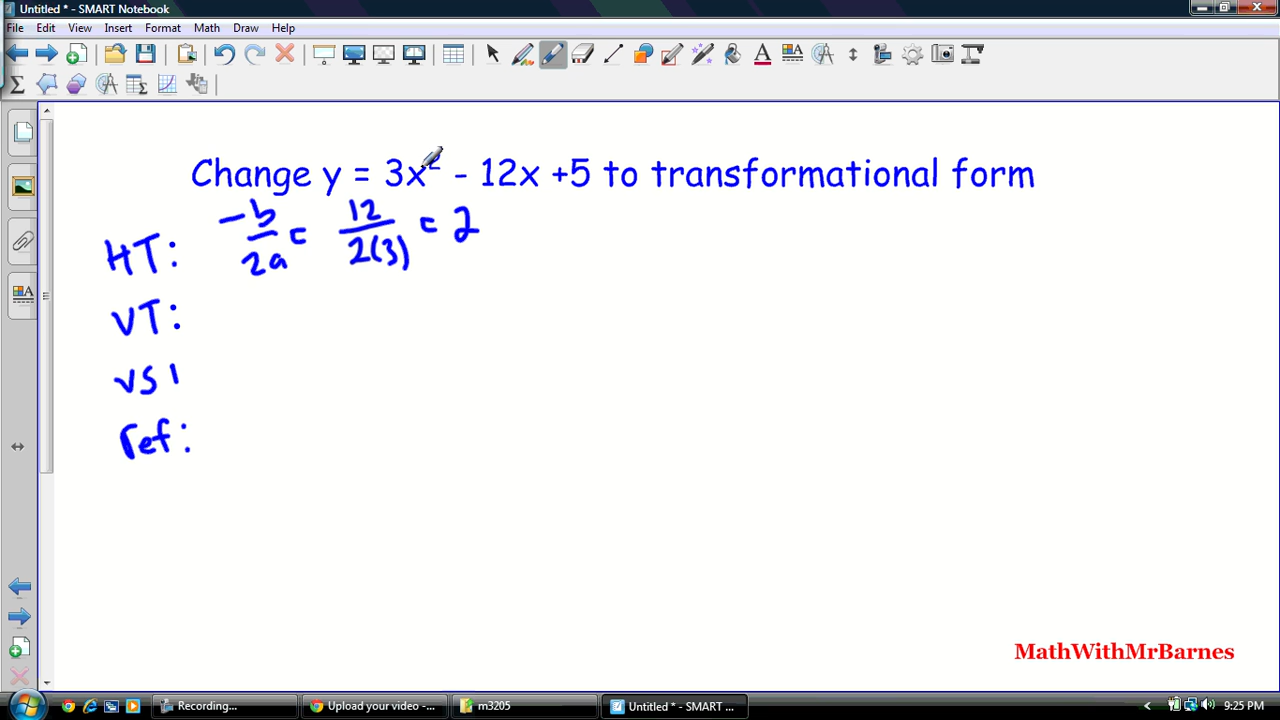 Untitled * - SMART Notebook
File Edit View Insert Format Math Draw Help
Change y = 3x² - 12x +5 to transformational form
HT: -b/2a = 12/2(3) = 2
VT:
VS
ref:
MathWithMrBarnes
Recording... Upload your video -... m3205 Untitled * - SMART ... 9:25 PM